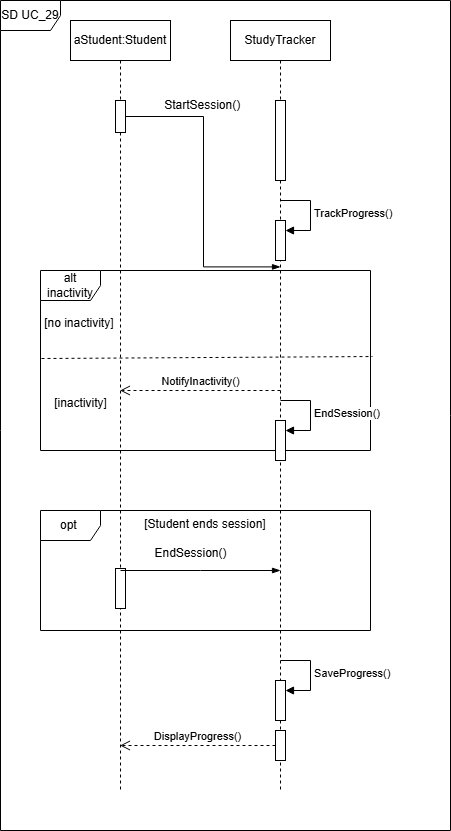 SD UC_29
aStudent:Student
StudyTracker
StartSession()
TrackProgress()
alt
inactivity
[no inactivity]
NotifyInactivity()
[inactivity]
EndSession()
opt
[Student ends session]
EndSession()
SaveProgress()
DisplayProgress()